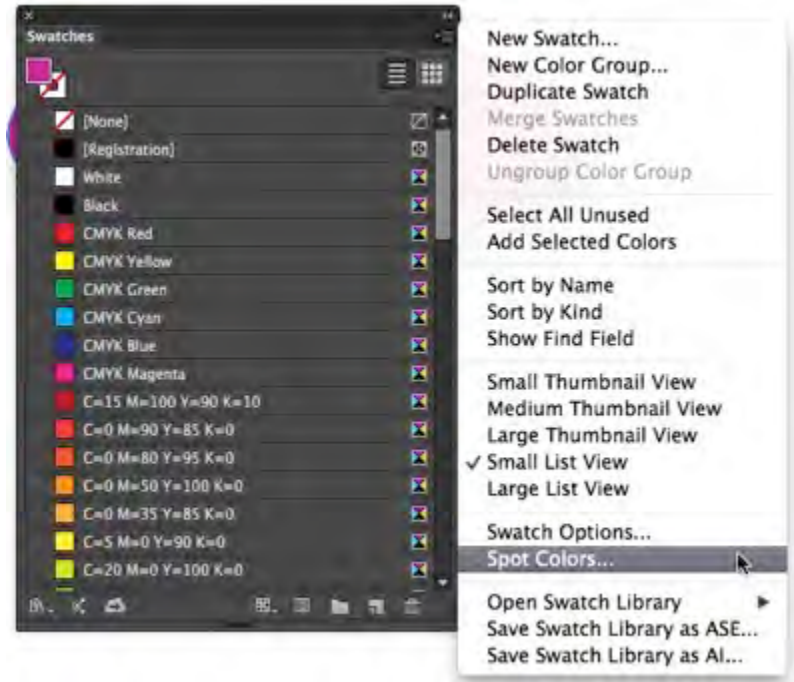 Swatches
[None]
[Registration]
White
Black
CMYK Red
CMYK Yellow
CMYK Green
CMYK Cyan
CMYK Blue
CMYK Magenta
C=15 M=100 Y=90 K=10
C=0 M=90 Y=85 K=0
C=0 M=80 Y=95 K=0
C=0 M=50 Y=100 K=0
C=0 M=35 Y=85 K=0
C=5 M=0 Y=90 K=0
C=20 M=0 Y=100 K=0
New Swatch...
New Color Group...
Duplicate Swatch
Merge Swatches
Delete Swatch
Ungroup Color Group
Select All Unused
Add Selected Colors
Sort by Name
Sort by Kind
Show Find Field
Small Thumbnail View
Medium Thumbnail View
Large Thumbnail View
Small List View
Large List View
Swatch Options...
Spot Colors...
Open Swatch Library
Save Swatch Library as ASE...
Save Swatch Library as AI...